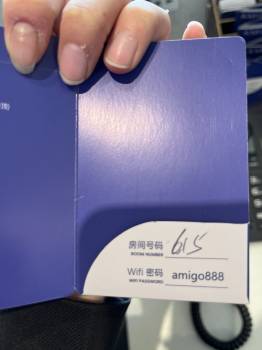 房间号码 615
ROOM NUMBER
Wifi 密码 amigo888
WIFI PASSWORD